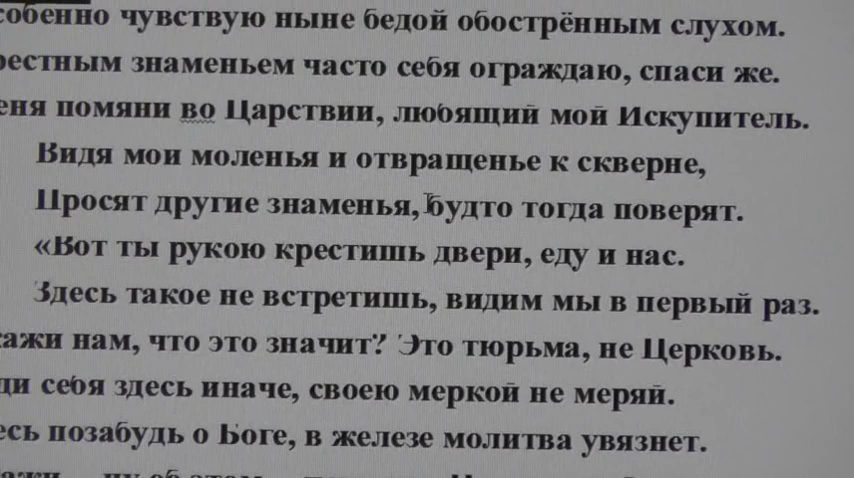 собенно чувствую ныне бедой обострённым слухом.
рестным знаменьем часто себя ограждаю, спаси же.
еня помяни во Царствии, любящий мой Искупитель.
Видя мои моленья и отвращенье к скверне,
Просят другие знаменья, будто тогда поверят.
«Вот ты рукою крестишь двери, еду и нас.
Здесь такое не встретишь, видим мы в первый раз.
ажи нам, что это значит? Это тюрьма, не Церковь.
ди себя здесь иначе, своею меркой не меряй.
есь позабудь о Боге, в железе молитва увязнет.